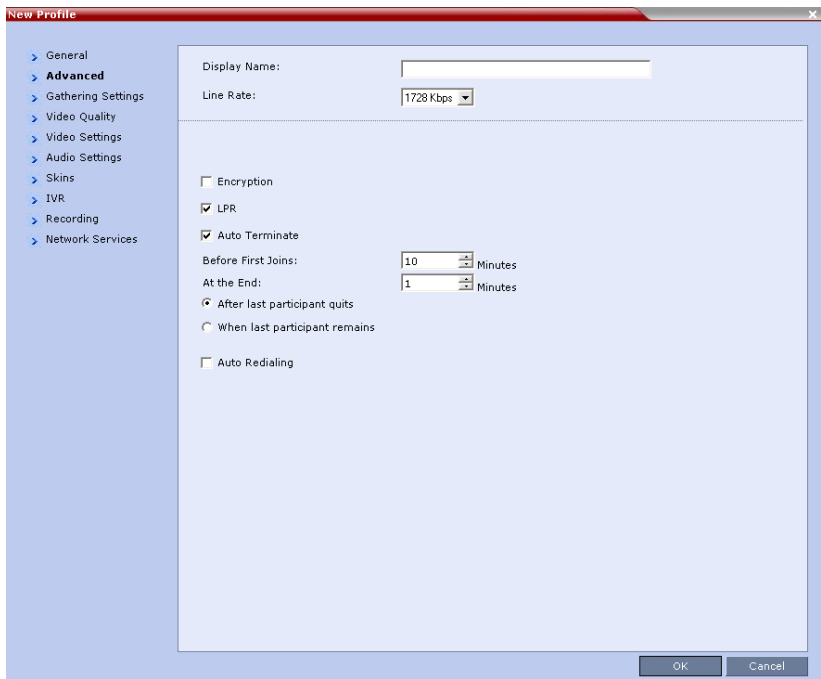 New Profile
General
Advanced
Gathering Settings
Video Quality
Video Settings
Audio Settings
Skins
IVR
Recording
Network Services
Display Name:
Line Rate: 1728 Kbps
Encryption
LPR
Auto Terminate
Before First Joins: 10 Minutes
At the End: 1 Minutes
After last participant quits
When last participant remains
Auto Redialing
OK Cancel